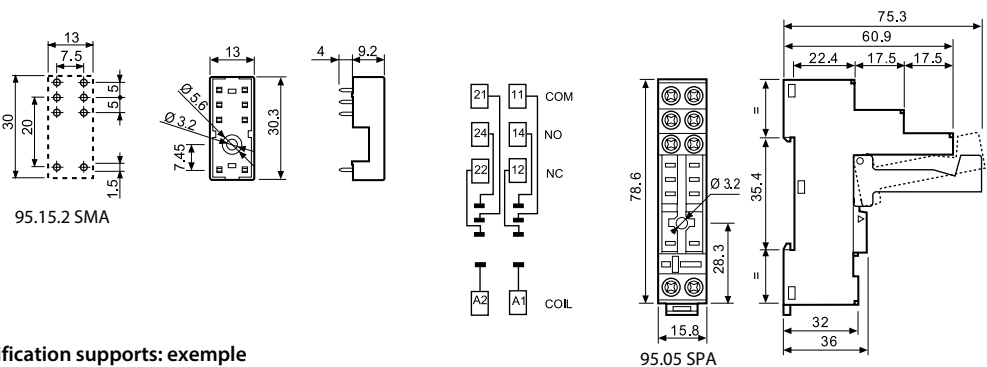 13
7.5
5
5
30
20
1.5
95.15.2 SMA
13
Ø 5.6
Ø 3.2
7.45
30.3
4
9.2
21 11 COM
24 14 NO
22 12 NC
A2 A1 COIL
78.6
Ø 3.2
28.3
15.8
95.05 SPA
75.3
60.9
22.4 17.5 17.5
=
35.4
=
32
36
ification supports: exemple